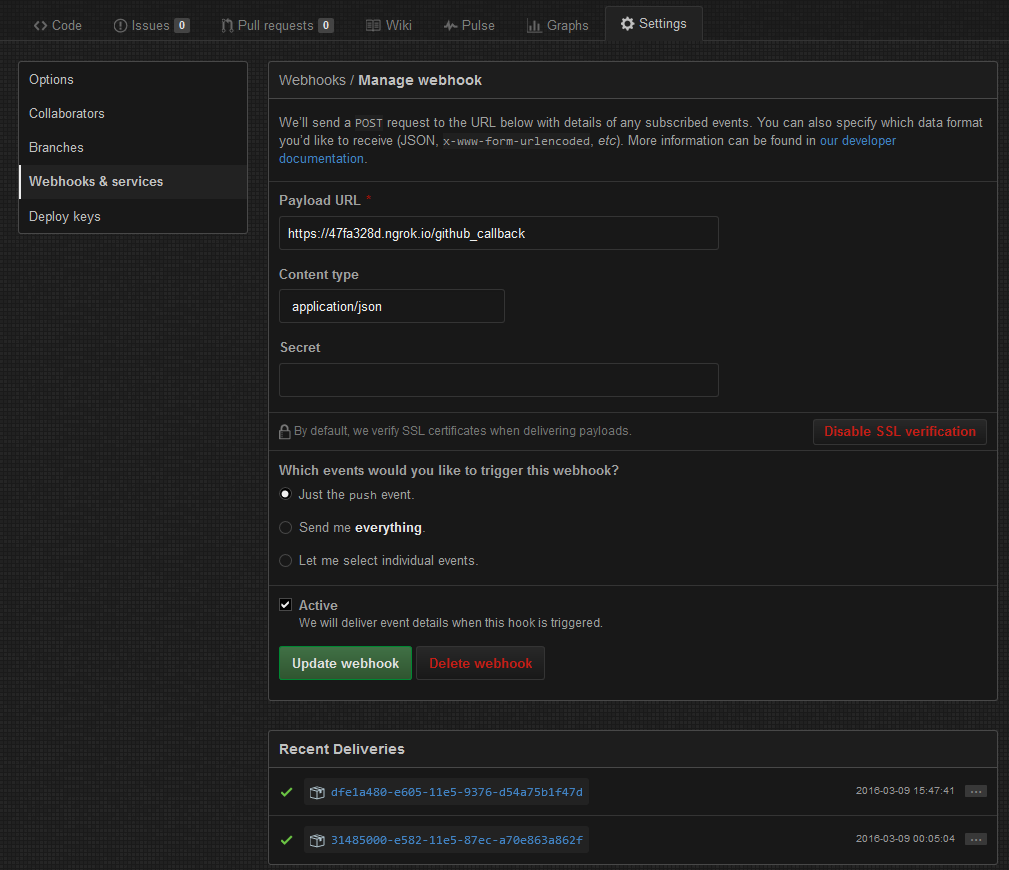 Code Issues 0 Pull requests 0 Wiki Pulse Graphs Settings
Options
Collaborators
Branches
Webhooks & services
Deploy keys
Webhooks / Manage webhook
We'll send a POST request to the URL below with details of any subscribed events. You can also specify which data format
you'd like to receive (JSON, x-www-form-urlencoded, etc). More information can be found in our developer
documentation.
Payload URL *
https://47fa328d.ngrok.io/github_callback
Content type
application/json
Secret
By default, we verify SSL certificates when delivering payloads.
Disable SSL verification
Which events would you like to trigger this webhook?
Just the push event.
Send me everything.
Let me select individual events.
Active
We will deliver event details when this hook is triggered.
Update webhook Delete webhook
Recent Deliveries
dfe1a480-e605-11e5-9376-d54a75b1f47d 2016-03-09 15:47:41 ...
31485000-e582-11e5-87ec-a70e863a862f 2016-03-09 00:05:04 ...